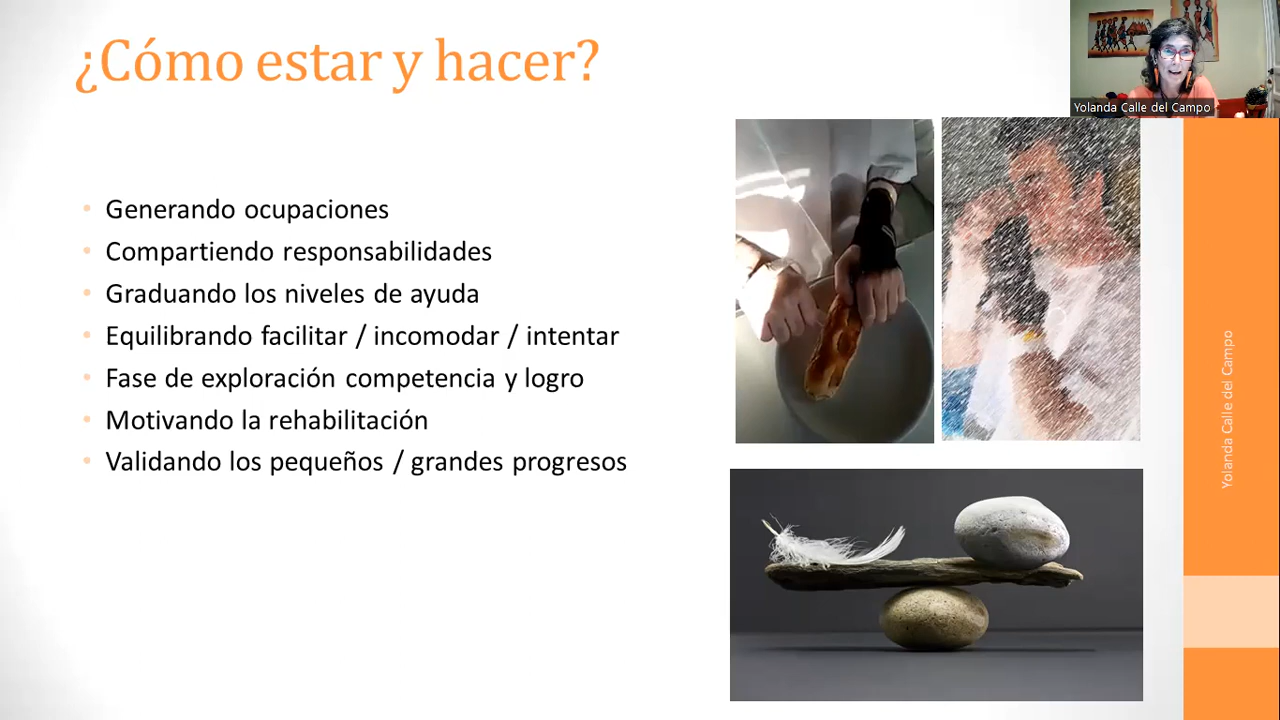 ¿Cómo estar y hacer?
Yolanda Calle del Campo
• Generando ocupaciones
• Compartiendo responsabilidades
• Graduando los niveles de ayuda
• Equilibrando facilitar / incomodar / intentar
• Fase de exploración competencia y logro
• Motivando la rehabilitación
• Validando los pequeños / grandes progresos
Yolanda Calle del Campo